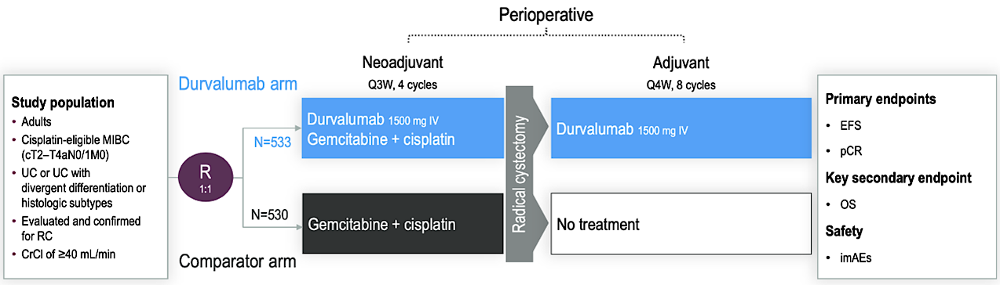 Perioperative
Neoadjuvant
Q3W, 4 cycles
Adjuvant
Q4W, 8 cycles
Study population
• Adults
• Cisplatin-eligible MIBC
(cT2–T4aN0/1M0)
• UC or UC with
divergent differentiation or
histologic subtypes
• Evaluated and confirmed
for RC
• CrCl of ≥40 mL/min
Durvalumab arm
R
1:1
N=533
N=530
Comparator arm
Durvalumab 1500 mg IV
Gemcitabine + cisplatin
Gemcitabine + cisplatin
Radical cystectomy
Durvalumab 1500 mg IV
No treatment
Primary endpoints
• EFS
• pCR
Key secondary endpoint
• OS
Safety
• imAEs